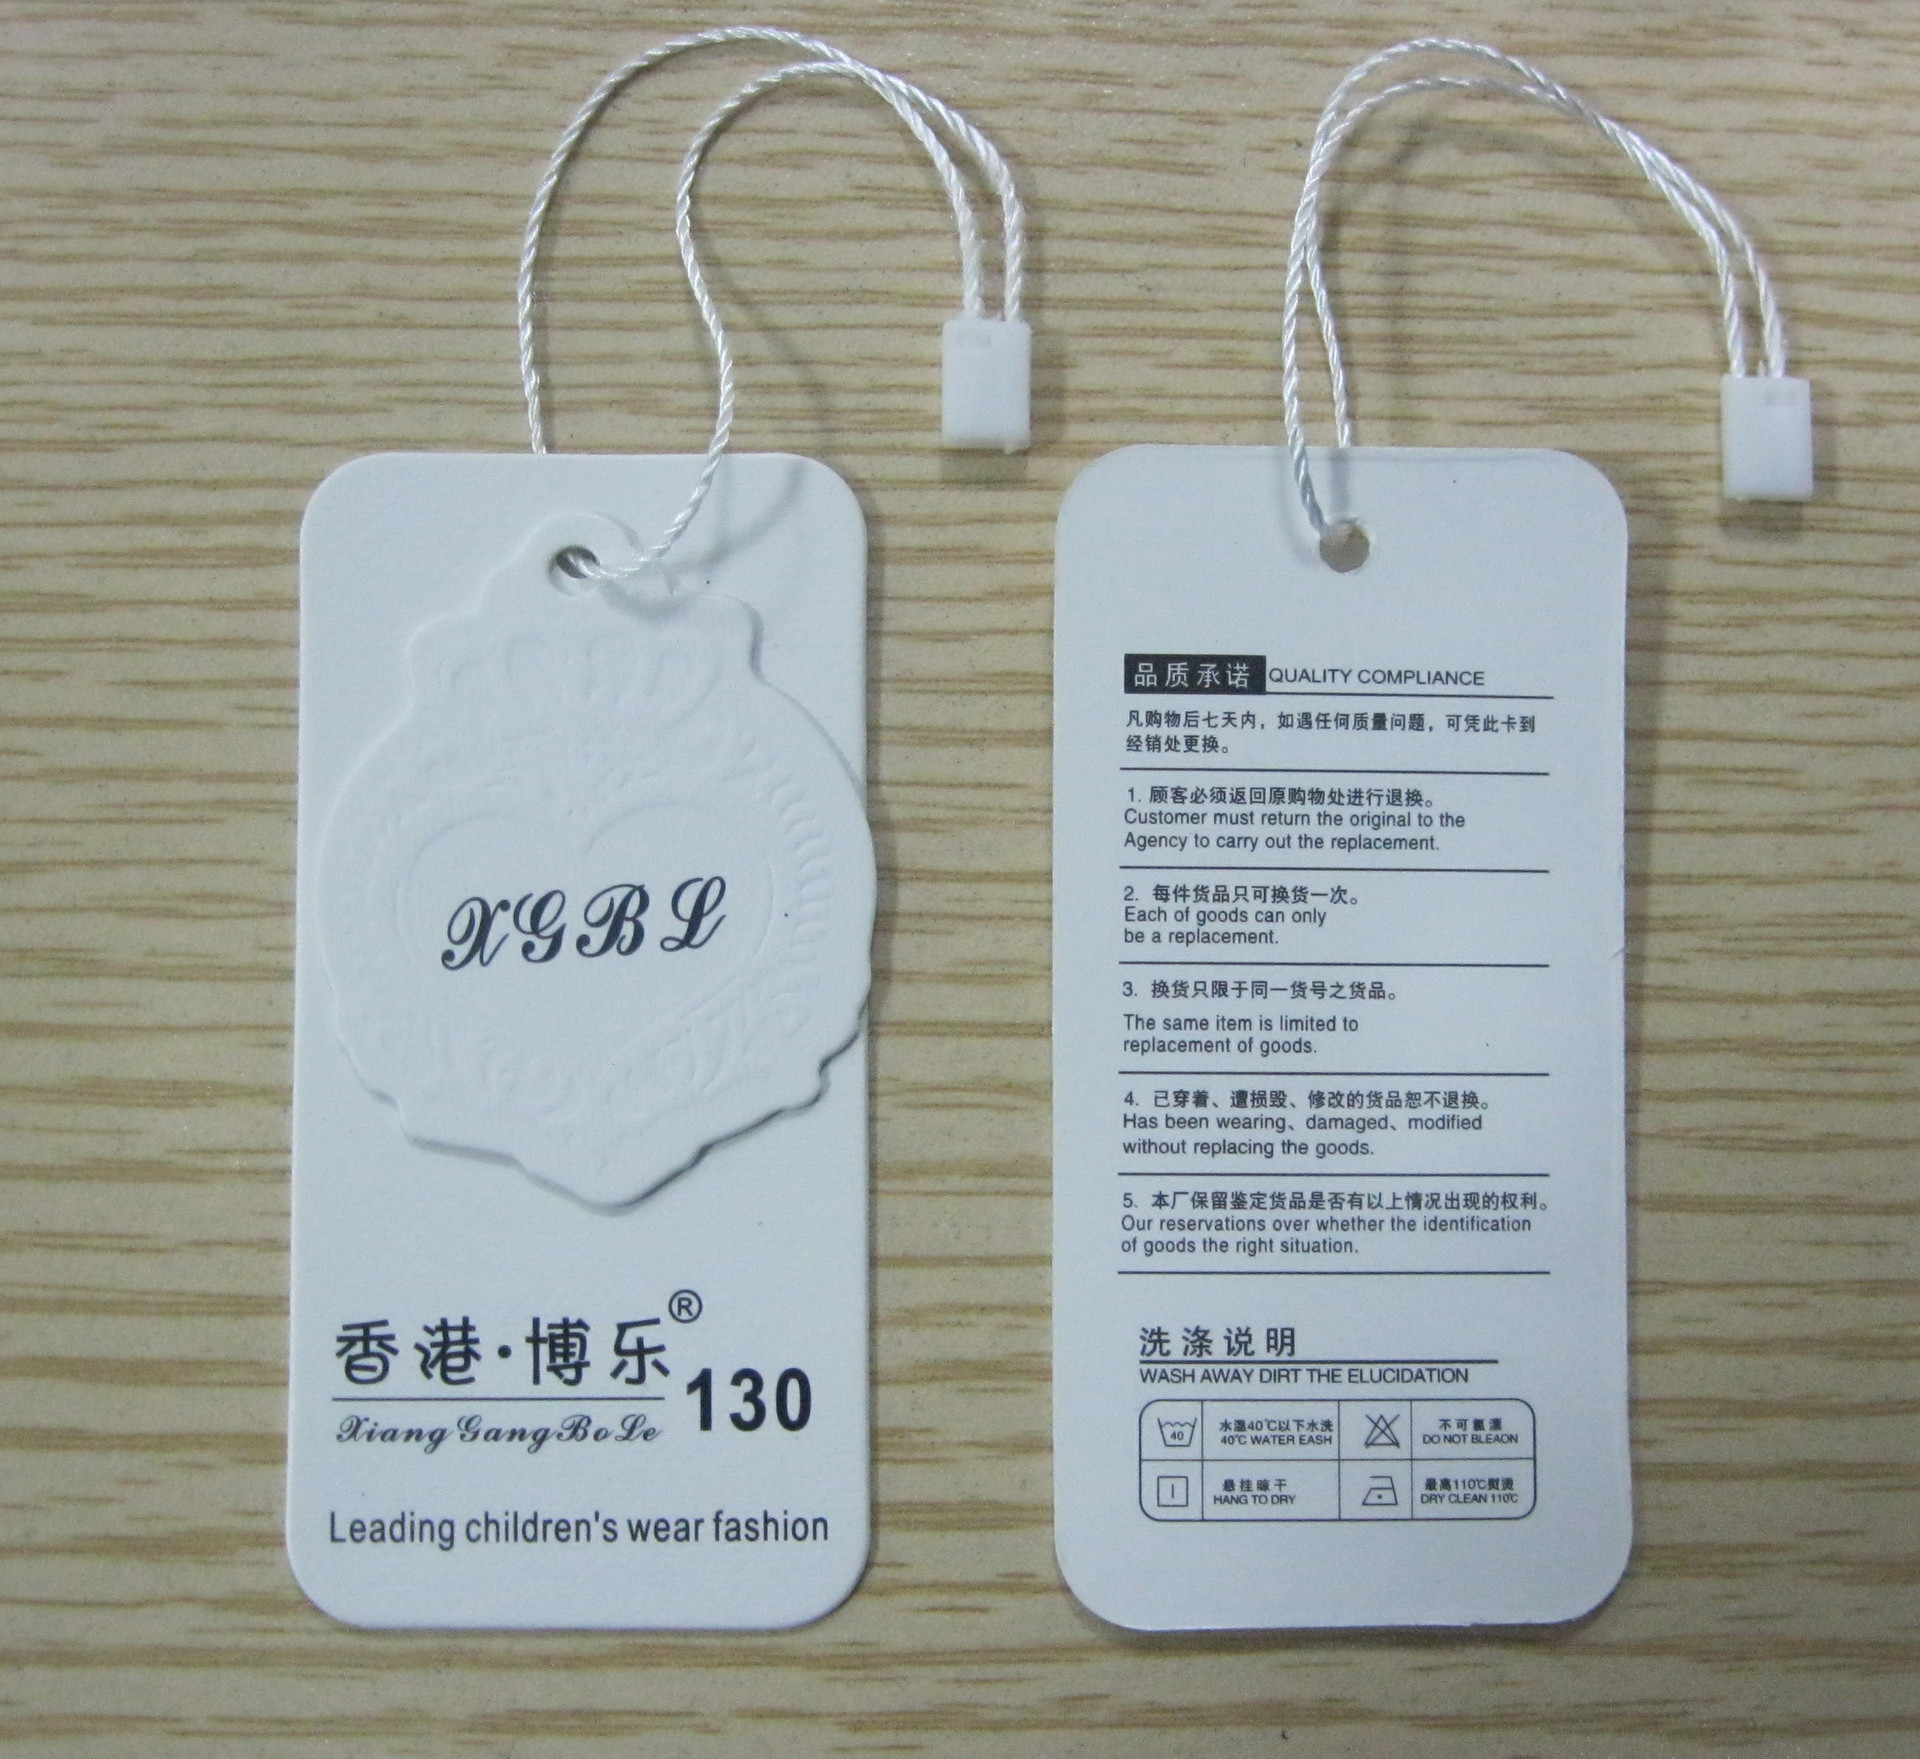 XGBL
香港·博乐®
XiangGangBoLe
130
Leading children's wear fashion
品质承诺 QUALITY COMPLIANCE
凡购物后七天内，如遇任何质量问题，可凭此卡到
经销处更换。
1. 顾客必须返回原购物处进行退换。
Customer must return the original to the
Agency to carry out the replacement.
2. 每件货品只可换货一次。
Each of goods can only
be a replacement.
3. 换货只限于同一货号之货品。
The same item is limited to
replacement of goods.
4. 已穿着、遭损毁、修改的货品恕不退换。
Has been wearing、damaged、modified
without replacing the goods.
5. 本厂保留鉴定货品是否有以上情况出现的权利。
Our reservations over whether the identification
of goods the right situation.
洗涤说明
WASH AWAY DIRT THE ELUCIDATION
40
水温40℃以下水洗
40℃ WATER EASH
不可氯漂
DO NOT BLEAON
悬挂晾干
HANG TO DRY
最高110℃熨烫
DRY CLEAN 110℃